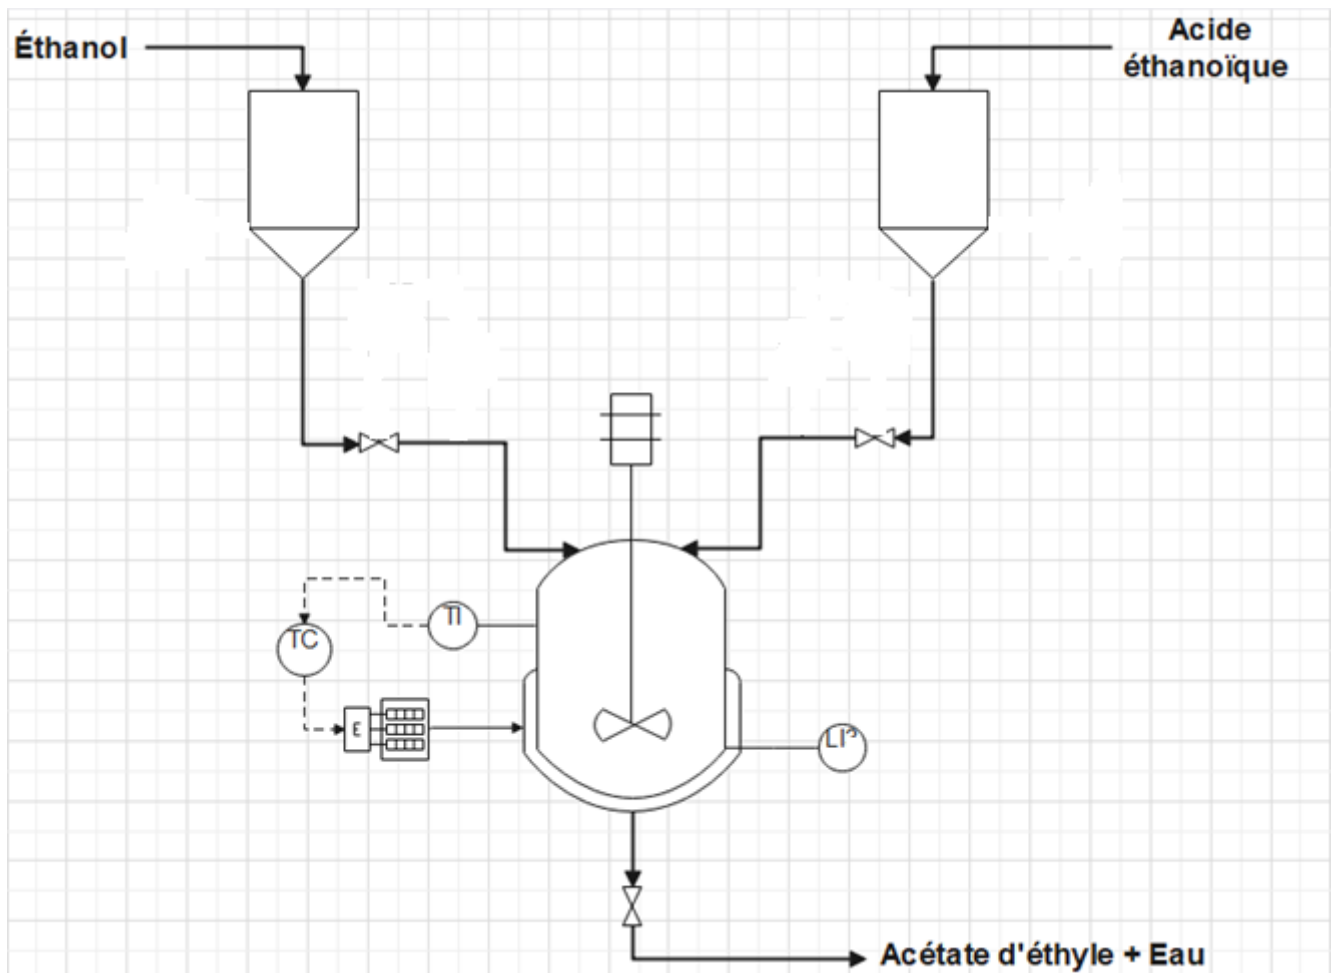 Éthanol
Acide
éthanoïque
TI
TC
E
LI
Acétate d'éthyle + Eau